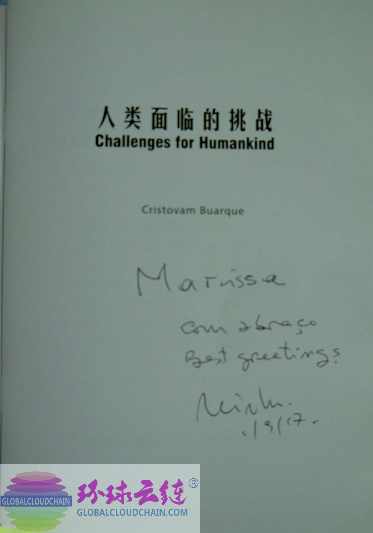 人类面临的挑战
Challenges for Humankind
Cristovam Buarque
Marissa
com abraço
Best greetings
环球云链®
GLOBALCLOUDCHAIN
GLOBALCLOUDCHAIN.COM